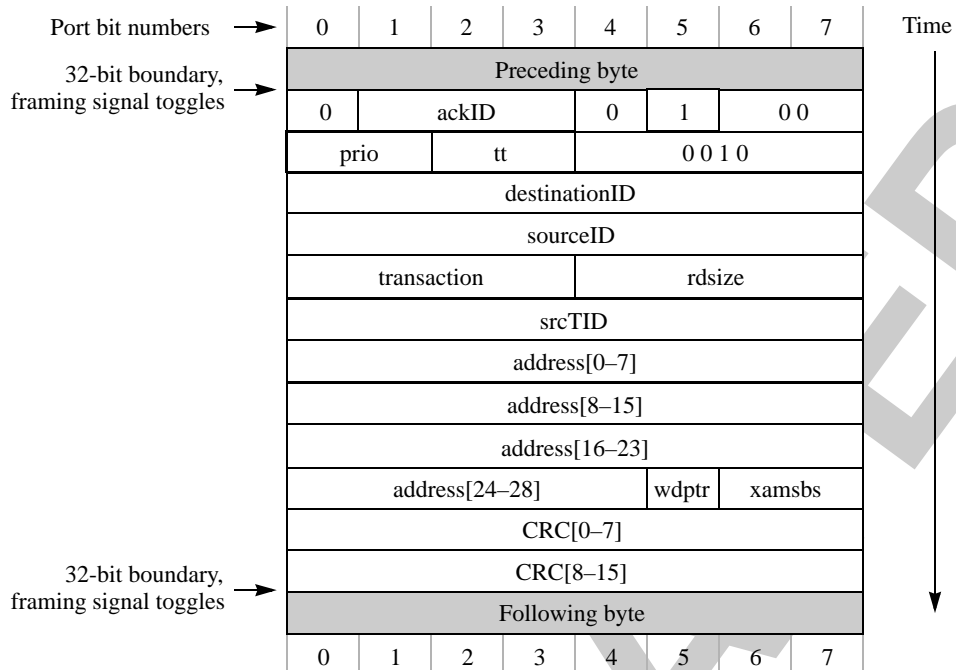 Port bit numbers 0 1 2 3 4 5 6 7 Time
Preceding byte
32-bit boundary,
framing signal toggles
0 ackID 0 1 0 0
prio tt 0 0 1 0
destinationID
sourceID
transaction rdsize
srcTID
address[0–7]
address[8–15]
address[16–23]
address[24–28] wdptr xamsbs
CRC[0–7]
CRC[8–15]
32-bit boundary,
framing signal toggles
Following byte
0 1 2 3 4 5 6 7